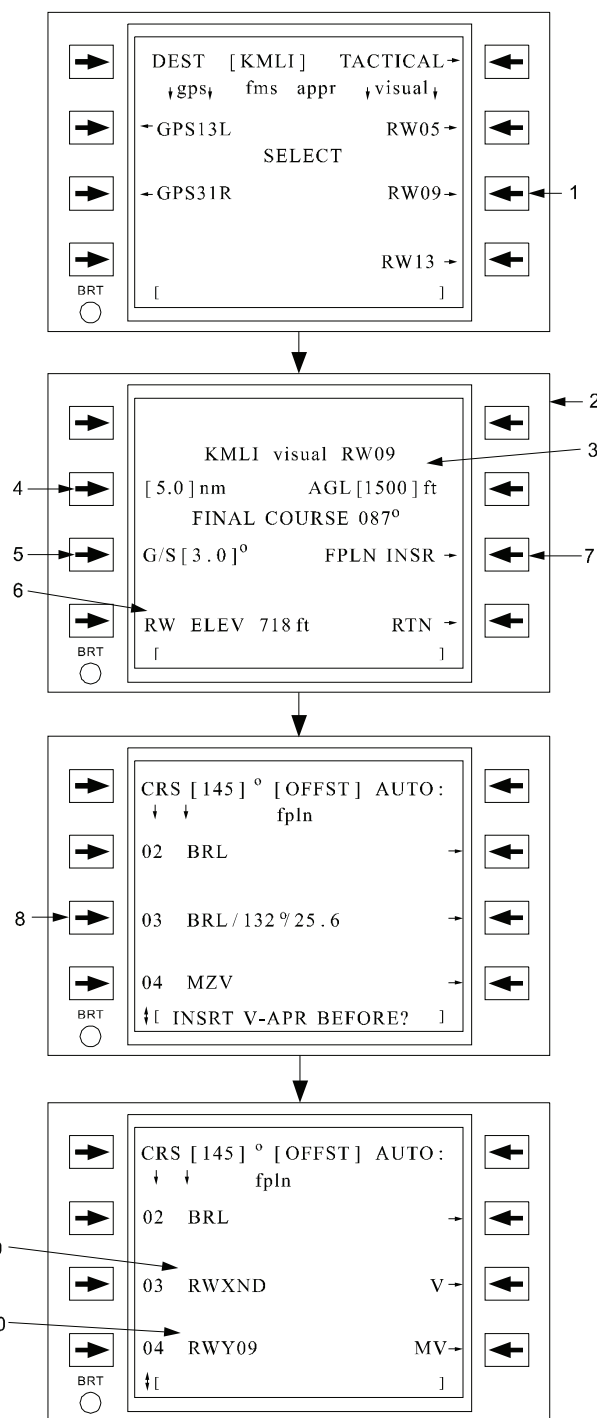 DEST [KMLI] TACTICAL
gps fms appr visual
GPS13L RW05
SELECT
GPS31R RW09
1
RW13
BRT
[ ]
2
KMLI visual RW09
3
4
[5.0]nm AGL[1500]ft
FINAL COURSE 087°
5
G/S[3.0]° FPLN INSR
7
6
RW ELEV 718 ft RTN
BRT
[ ]
CRS [145]° [OFFST] AUTO:
fpln
02 BRL
8
03 BRL/132°/25.6
04 MZV
BRT
[ INSRT V-APR BEFORE? ]
CRS [145]° [OFFST] AUTO:
fpln
02 BRL
03 RWXND V
04 RWY09 MV
BRT
[ ]